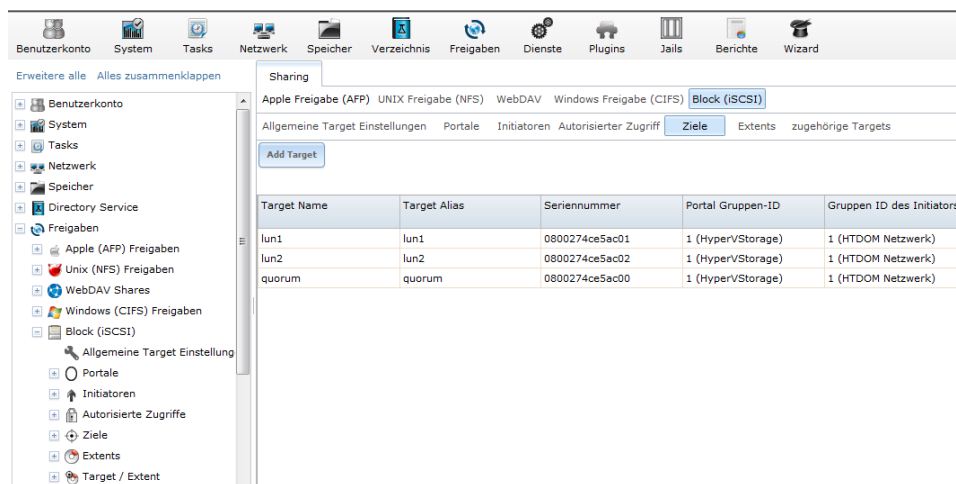 Benutzerkonto System Tasks Netzwerk Speicher Verzeichnis Freigaben Dienste Plugins Jails Berichte Wizard
Erweitere alle Alles zusammenklappen
Benutzerkonto
System
Tasks
Netzwerk
Speicher
Directory Service
Freigaben
Apple (AFP) Freigaben
Unix (NFS) Freigaben
WebDAV Shares
Windows (CIFS) Freigaben
Block (iSCSI)
Allgemeine Target Einstellung
Portale
Initiatoren
Autorisierte Zugriffe
Ziele
Extents
Target / Extent
Sharing
Apple Freigabe (AFP) UNIX Freigabe (NFS) WebDAV Windows Freigabe (CIFS) Block (iSCSI)
Allgemeine Target Einstellungen Portale Initiatoren Autorisierter Zugriff Ziele Extents zugehörige Targets
Add Target
Target Name Target Alias Seriennummer Portal Gruppen-ID Gruppen ID des Initiators
lun1 lun1 0800274ce5ac01 1 (HyperVStorage) 1 (HTDOM Netzwerk)
lun2 lun2 0800274ce5ac02 1 (HyperVStorage) 1 (HTDOM Netzwerk)
quorum quorum 0800274ce5ac00 1 (HyperVStorage) 1 (HTDOM Netzwerk)